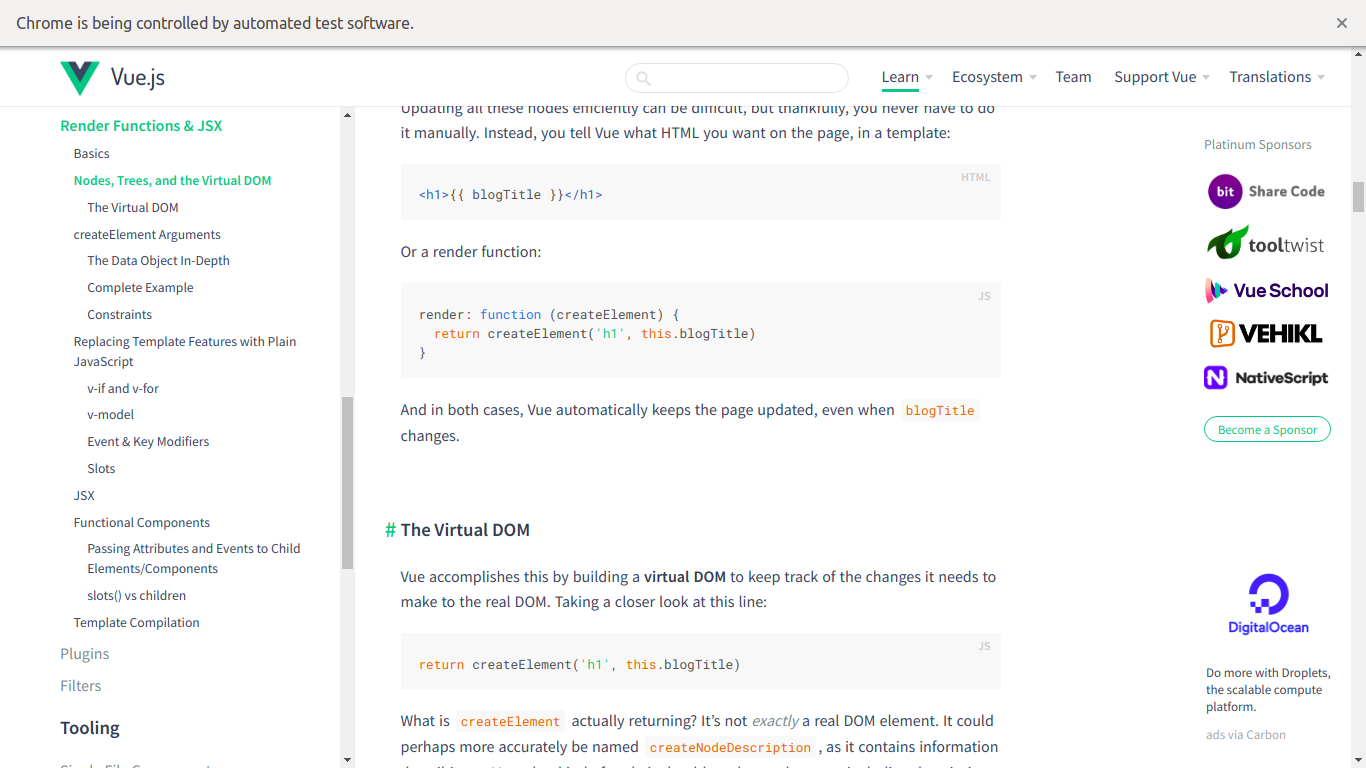 Chrome is being controlled by automated test software.
Vue.js
Learn
Ecosystem
Team
Support Vue
Translations
Render Functions & JSX
Basics
Nodes, Trees, and the Virtual DOM
The Virtual DOM
createElement Arguments
The Data Object In-Depth
Complete Example
Constraints
Replacing Template Features with Plain
JavaScript
v-if and v-for
v-model
Event & Key Modifiers
Slots
JSX
Functional Components
Passing Attributes and Events to Child
Elements/Components
slots() vs children
Template Compilation
Plugins
Filters
Tooling
Single File Components
Updating all these nodes efficiently can be difficult, but thankfully, you never have to do
it manually. Instead, you tell Vue what HTML you want on the page, in a template:
HTML
<h1>{{ blogTitle }}</h1>
Or a render function:
JS
render: function (createElement) {
return createElement('h1', this.blogTitle)
}
And in both cases, Vue automatically keeps the page updated, even when blogTitle
changes.
# The Virtual DOM
Vue accomplishes this by building a virtual DOM to keep track of the changes it needs to
make to the real DOM. Taking a closer look at this line:
JS
return createElement('h1', this.blogTitle)
What is createElement actually returning? It's not exactly a real DOM element. It could
perhaps more accurately be named createNodeDescription , as it contains information
Platinum Sponsors
bit Share Code
tooltwist
Vue School
VEHIKL
NativeScript
Become a Sponsor
DigitalOcean
Do more with Droplets,
the scalable compute
platform.
ads via Carbon